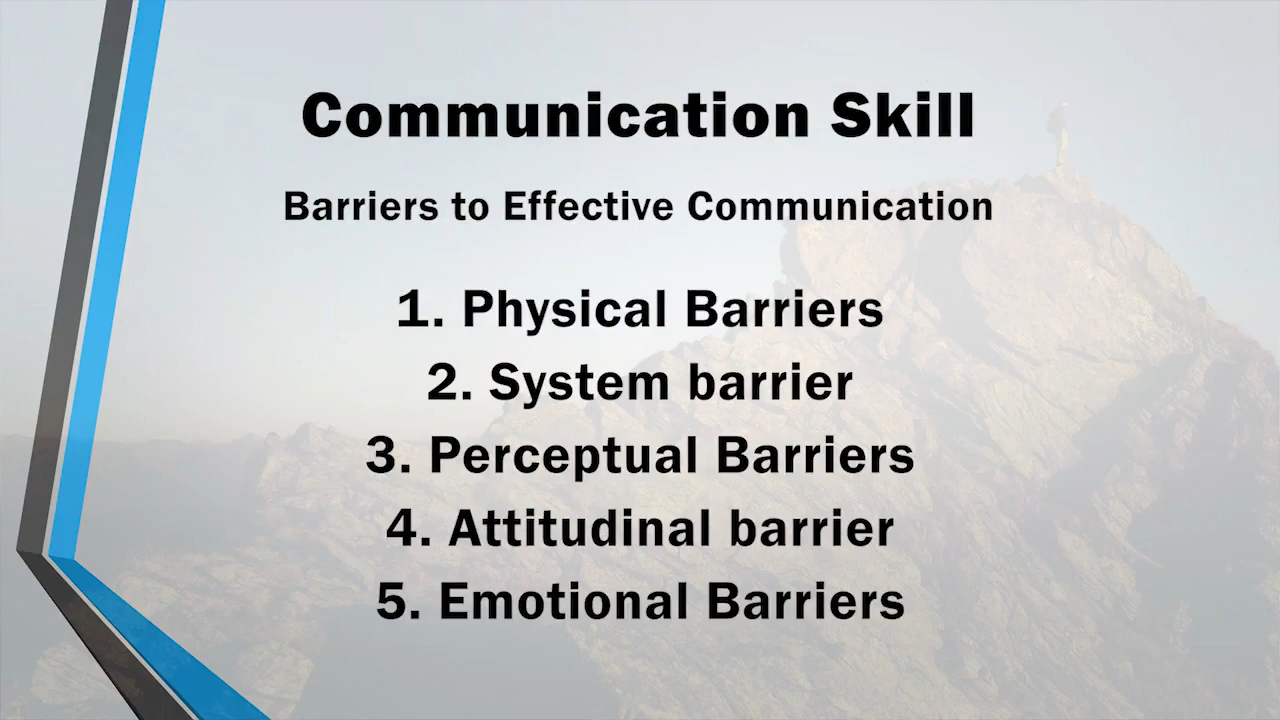 Communication Skill
Barriers to Effective Communication
1. Physical Barriers
2. System barrier
3. Perceptual Barriers
4. Attitudinal barrier
5. Emotional Barriers